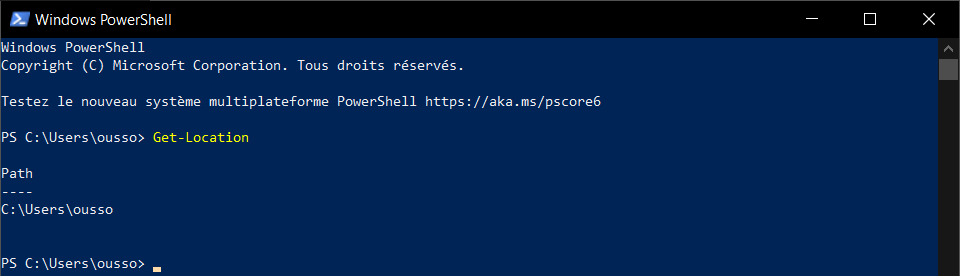 Windows PowerShell
Windows PowerShell
Copyright (C) Microsoft Corporation. Tous droits réservés.
Testez le nouveau système multiplateforme PowerShell https://aka.ms/pscore6
PS C:\Users\ousso> Get-Location
Path
----
C:\Users\ousso
PS C:\Users\ousso>